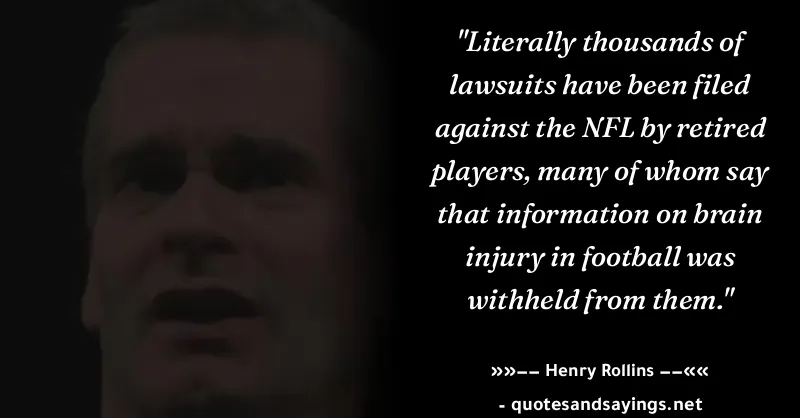 "Literally thousands of
lawsuits have been filed
against the NFL by retired
players, many of whom say
that information on brain
injury in football was
withheld from them."
»»−− Henry Rollins −−««
- quotesandsayings.net